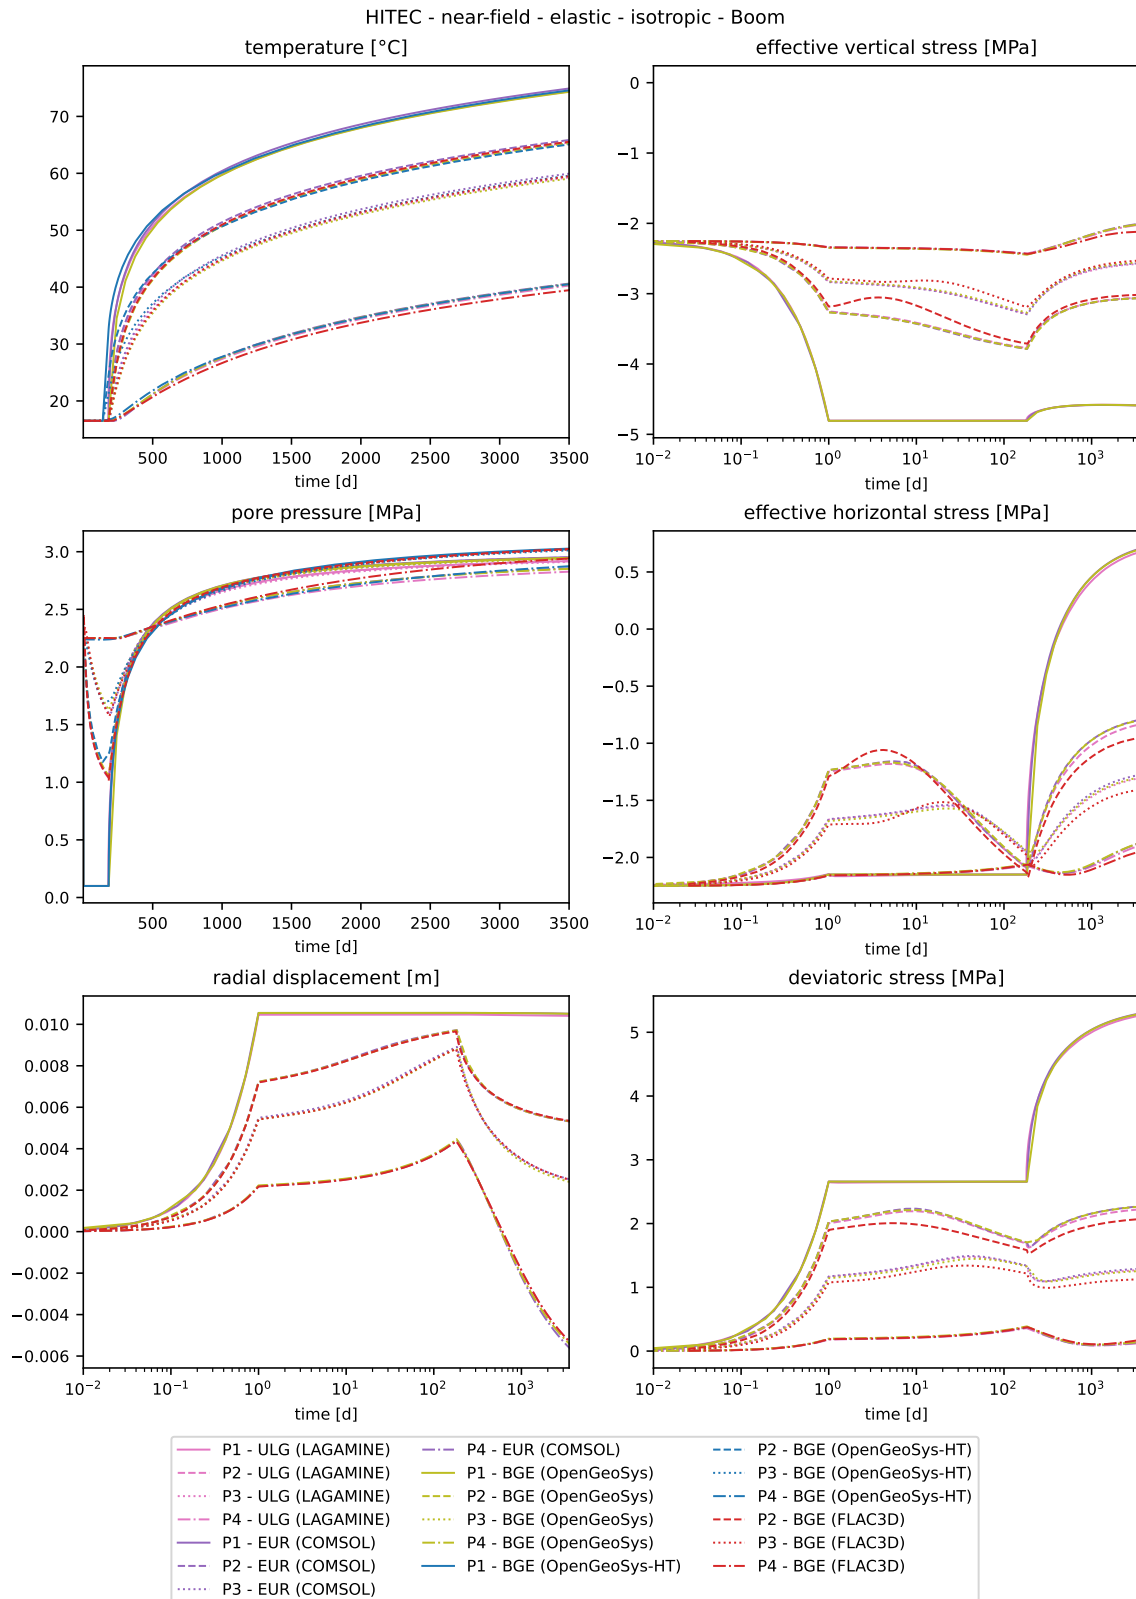 HITEC - near-field - elastic - isotropic - Boom
temperature [°C]
70
60
50
40
30
20
500 1000 1500 2000 2500 3000 3500
time [d]
effective vertical stress [MPa]
0
−1
−2
−3
−4
−5
10⁻² 10⁻¹ 10⁰ 10¹ 10² 10³
time [d]
pore pressure [MPa]
3.0
2.5
2.0
1.5
1.0
0.5
0.0
500 1000 1500 2000 2500 3000 3500
time [d]
effective horizontal stress [MPa]
0.5
0.0
−0.5
−1.0
−1.5
−2.0
10⁻² 10⁻¹ 10⁰ 10¹ 10² 10³
time [d]
radial displacement [m]
0.010
0.008
0.006
0.004
0.002
0.000
−0.002
−0.004
−0.006
10⁻² 10⁻¹ 10⁰ 10¹ 10² 10³
time [d]
deviatoric stress [MPa]
5
4
3
2
1
0
10⁻² 10⁻¹ 10⁰ 10¹ 10² 10³
time [d]
P1 - ULG (LAGAMINE)
P2 - ULG (LAGAMINE)
P3 - ULG (LAGAMINE)
P4 - ULG (LAGAMINE)
P1 - EUR (COMSOL)
P2 - EUR (COMSOL)
P3 - EUR (COMSOL)
P4 - EUR (COMSOL)
P1 - BGE (OpenGeoSys)
P2 - BGE (OpenGeoSys)
P3 - BGE (OpenGeoSys)
P4 - BGE (OpenGeoSys)
P1 - BGE (OpenGeoSys-HT)
P2 - BGE (OpenGeoSys-HT)
P3 - BGE (OpenGeoSys-HT)
P4 - BGE (OpenGeoSys-HT)
P2 - BGE (FLAC3D)
P3 - BGE (FLAC3D)
P4 - BGE (FLAC3D)